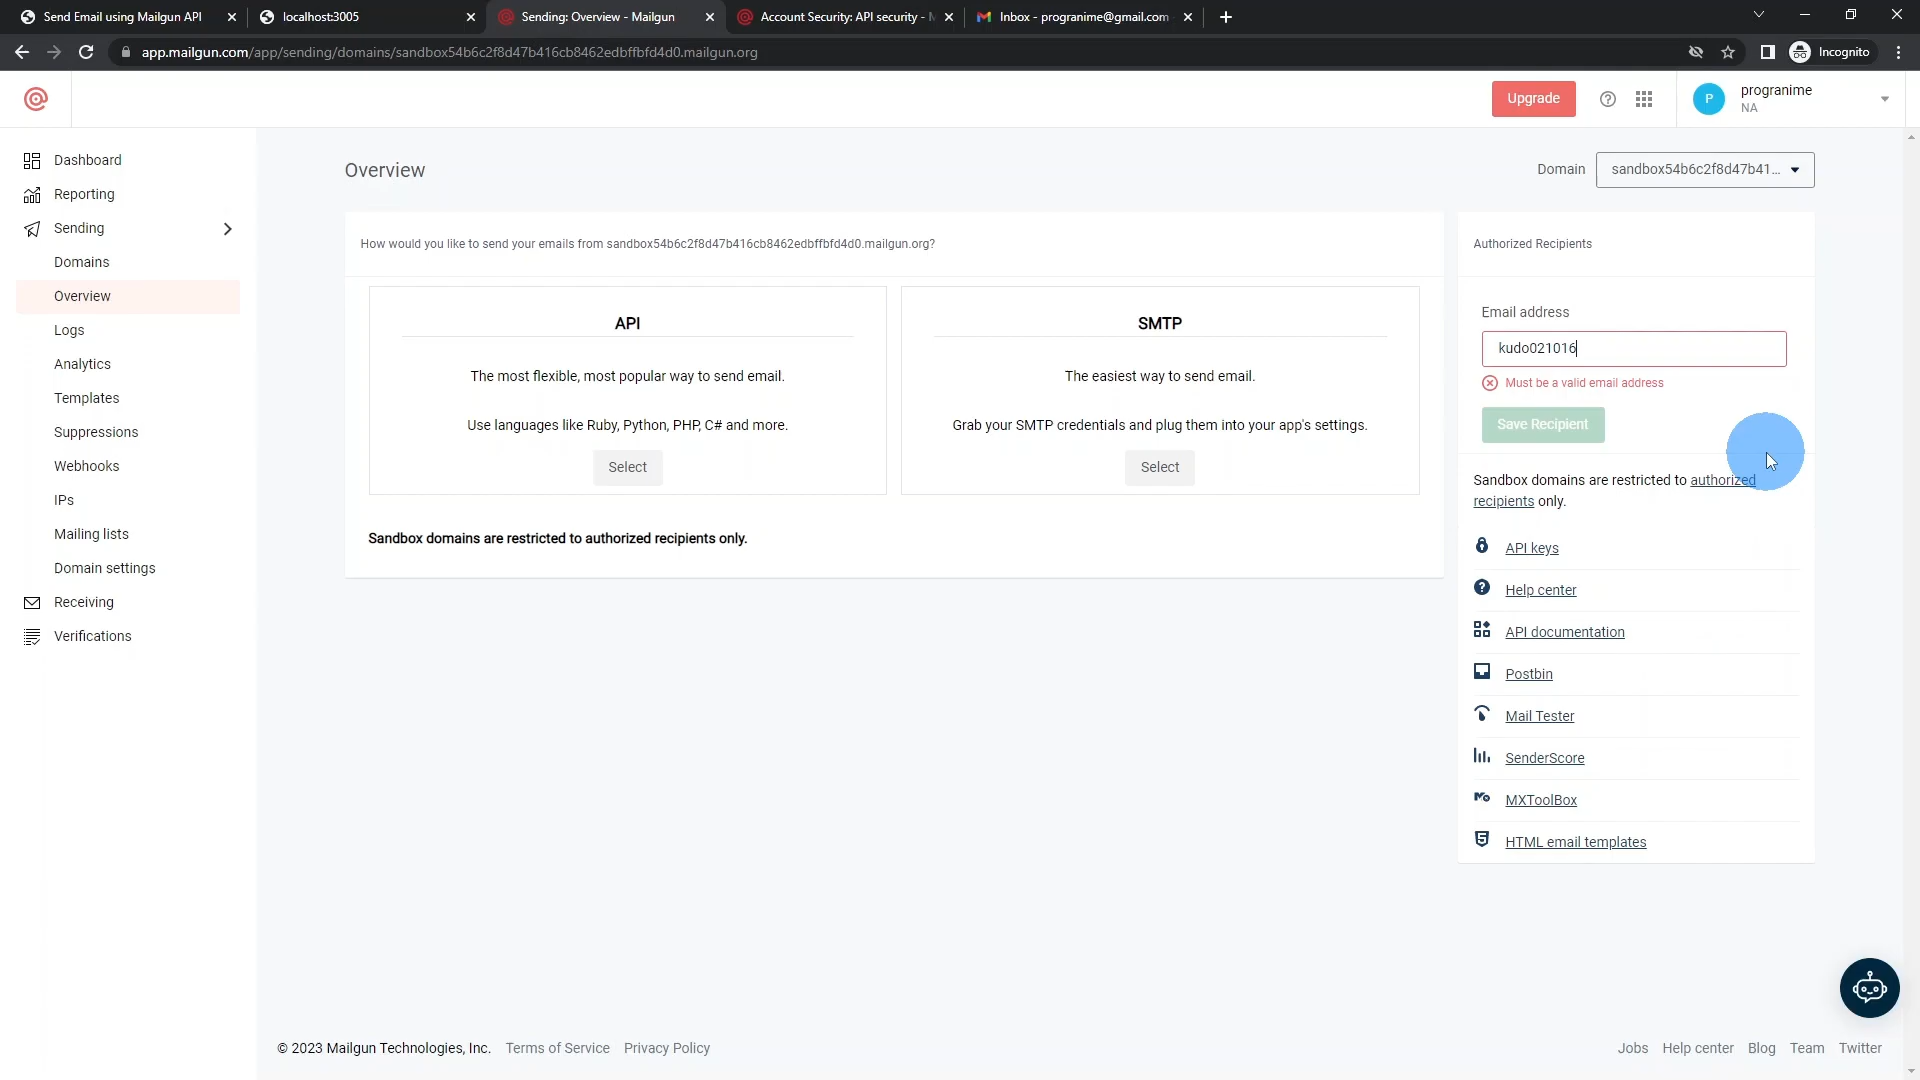 Send Email using Mailgun API
localhost:3005
Sending: Overview - Mailgun
Account Security: API security - M
Inbox - progranime@gmail.com
app.mailgun.com/app/sending/domains/sandbox54b6c2f8d47b416cb8462edbffbfd4d0.mailgun.org
Incognito
Upgrade
P
progranime
NA
Dashboard
Reporting
Sending
Domains
Overview
Logs
Analytics
Templates
Suppressions
Webhooks
IPs
Mailing lists
Domain settings
Receiving
Verifications
Overview
Domain
sandbox54b6c2f8d47b41...
How would you like to send your emails from sandbox54b6c2f8d47b416cb8462edbffbfd4d0.mailgun.org?
API
The most flexible, most popular way to send email.
Use languages like Ruby, Python, PHP, C# and more.
Select
SMTP
The easiest way to send email.
Grab your SMTP credentials and plug them into your app's settings.
Select
Sandbox domains are restricted to authorized recipients only.
Authorized Recipients
Email address
kudo021016
Must be a valid email address
Save Recipient
Sandbox domains are restricted to authorized
recipients only.
API keys
Help center
API documentation
Postbin
Mail Tester
SenderScore
MXToolBox
HTML email templates
© 2023 Mailgun Technologies, Inc.
Terms of Service
Privacy Policy
Jobs
Help center
Blog
Team
Twitter